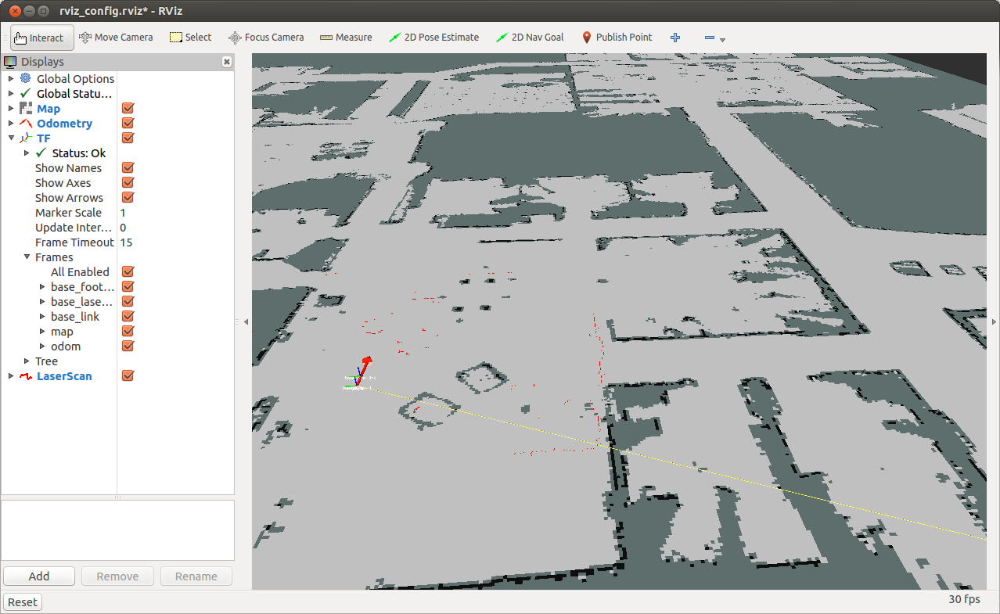 rviz_config.rviz* - RViz
Interact Move Camera Select Focus Camera Measure 2D Pose Estimate 2D Nav Goal Publish Point
Displays
Global Options
Global Statu...
Map
Odometry
TF
Status: Ok
Show Names
Show Axes
Show Arrows
Marker Scale 1
Update Inter... 0
Frame Timeout 15
Frames
All Enabled
base_foot...
base_lase...
base_link
map
odom
Tree
LaserScan
Add Remove Rename
Reset
30 fps